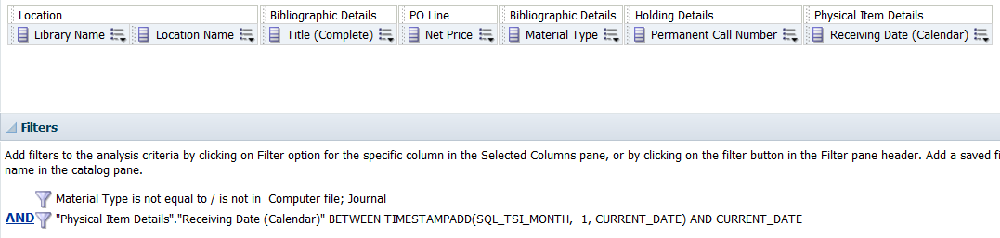 Location Bibliographic Details PO Line Bibliographic Details Holding Details Physical Item Details
Library Name Location Name Title (Complete) Net Price Material Type Permanent Call Number Receiving Date (Calendar)
Filters
Add filters to the analysis criteria by clicking on Filter option for the specific column in the Selected Columns pane, or by clicking on the filter button in the Filter pane header. Add a saved fi
name in the catalog pane.
Material Type is not equal to / is not in Computer file; Journal
AND "Physical Item Details"."Receiving Date (Calendar)" BETWEEN TIMESTAMPADD(SQL_TSI_MONTH, -1, CURRENT_DATE) AND CURRENT_DATE